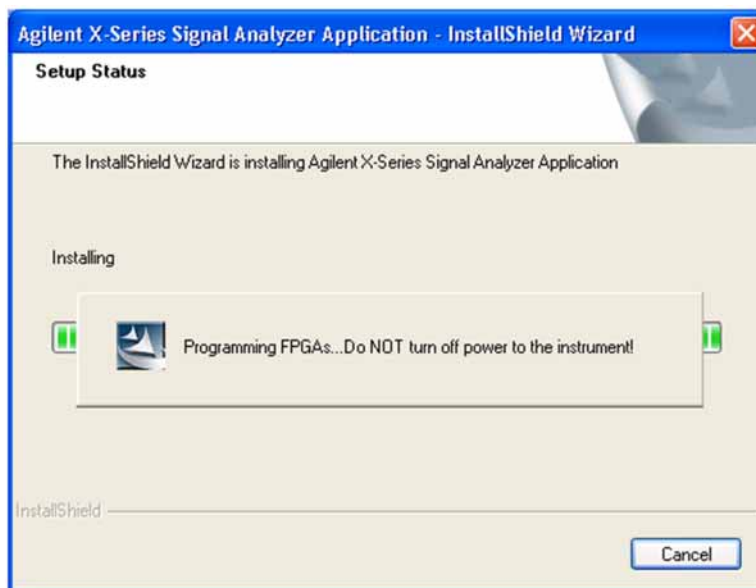 Agilent X-Series Signal Analyzer Application - InstallShield Wizard
Setup Status
The InstallShield Wizard is installing Agilent X-Series Signal Analyzer Application
Installing
Programming FPGAs...Do NOT turn off power to the instrument!
InstallShield
Cancel